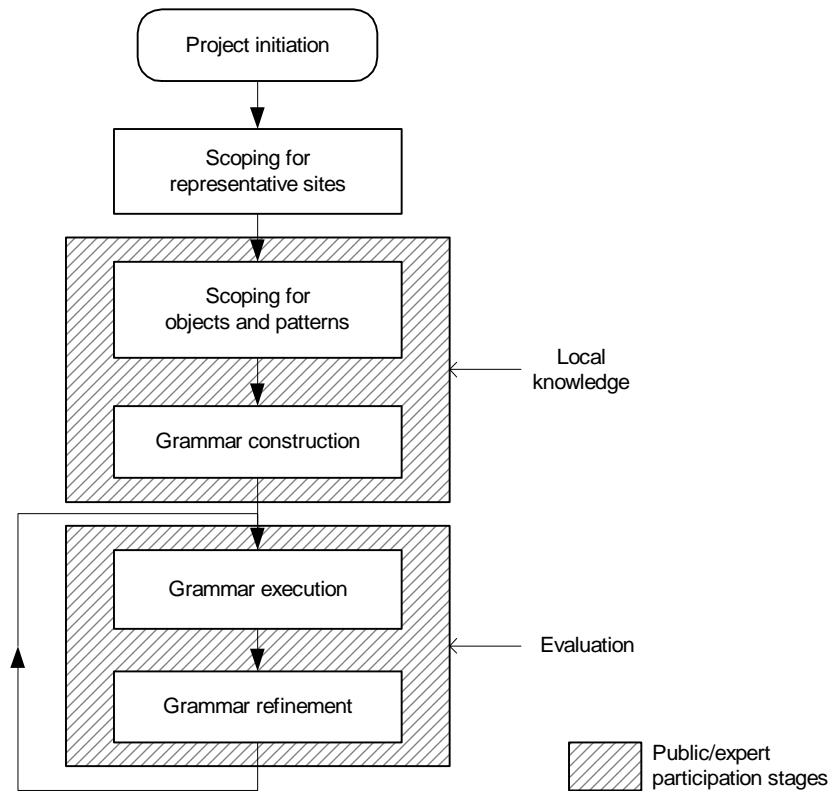 Project initiation
Scoping for
representative sites
Scoping for
objects and patterns
Local
knowledge
Grammar construction
Grammar execution
Evaluation
Grammar refinement
Public/expert
participation stages